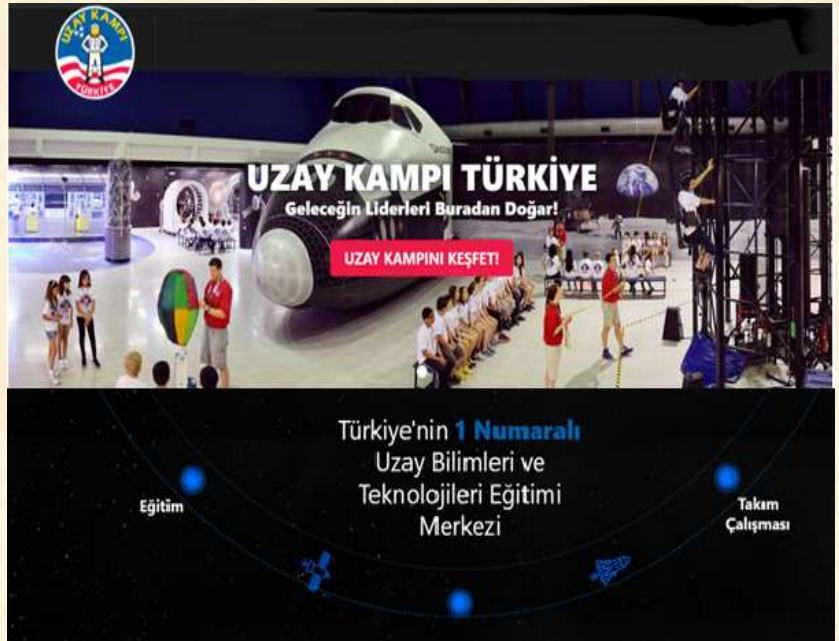 UZAY KAMPI
TÜRKİYE
UZAY KAMPI TÜRKİYE
Geleceğin Liderleri Buradan Doğar!
UZAY KAMPINI KEŞFET!
Türkiye'nin 1 Numaralı
Uzay Bilimleri ve
Teknolojileri Eğitimi
Merkezi
Eğitim
Takım
Çalışması